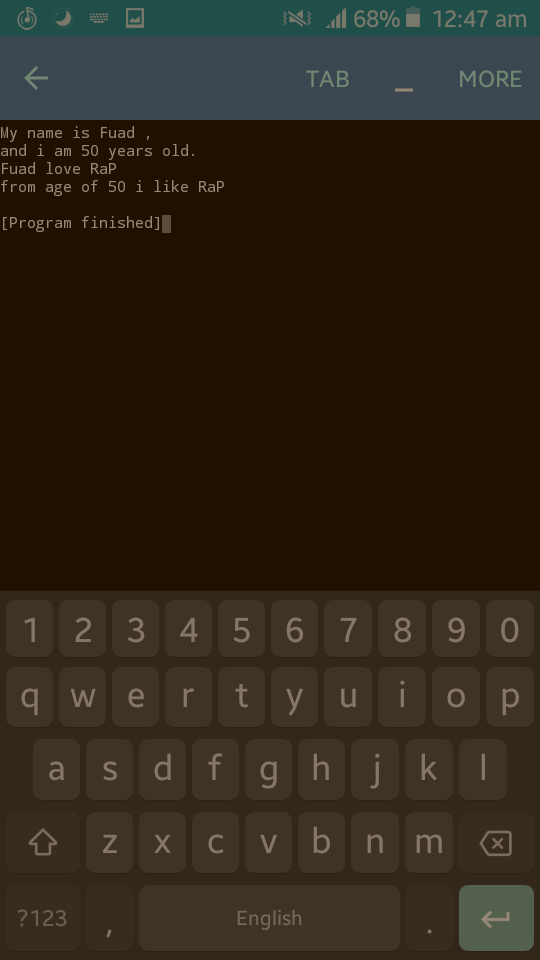 68% 12:47 am
TAB _ MORE
My name is Fuad ,
and i am 50 years old.
Fuad love RaP
from age of 50 i like RaP
[Program finished]
1 2 3 4 5 6 7 8 9 0
q w e r t y u i o p
a s d f g h j k l
z x c v b n m
?123 , English .